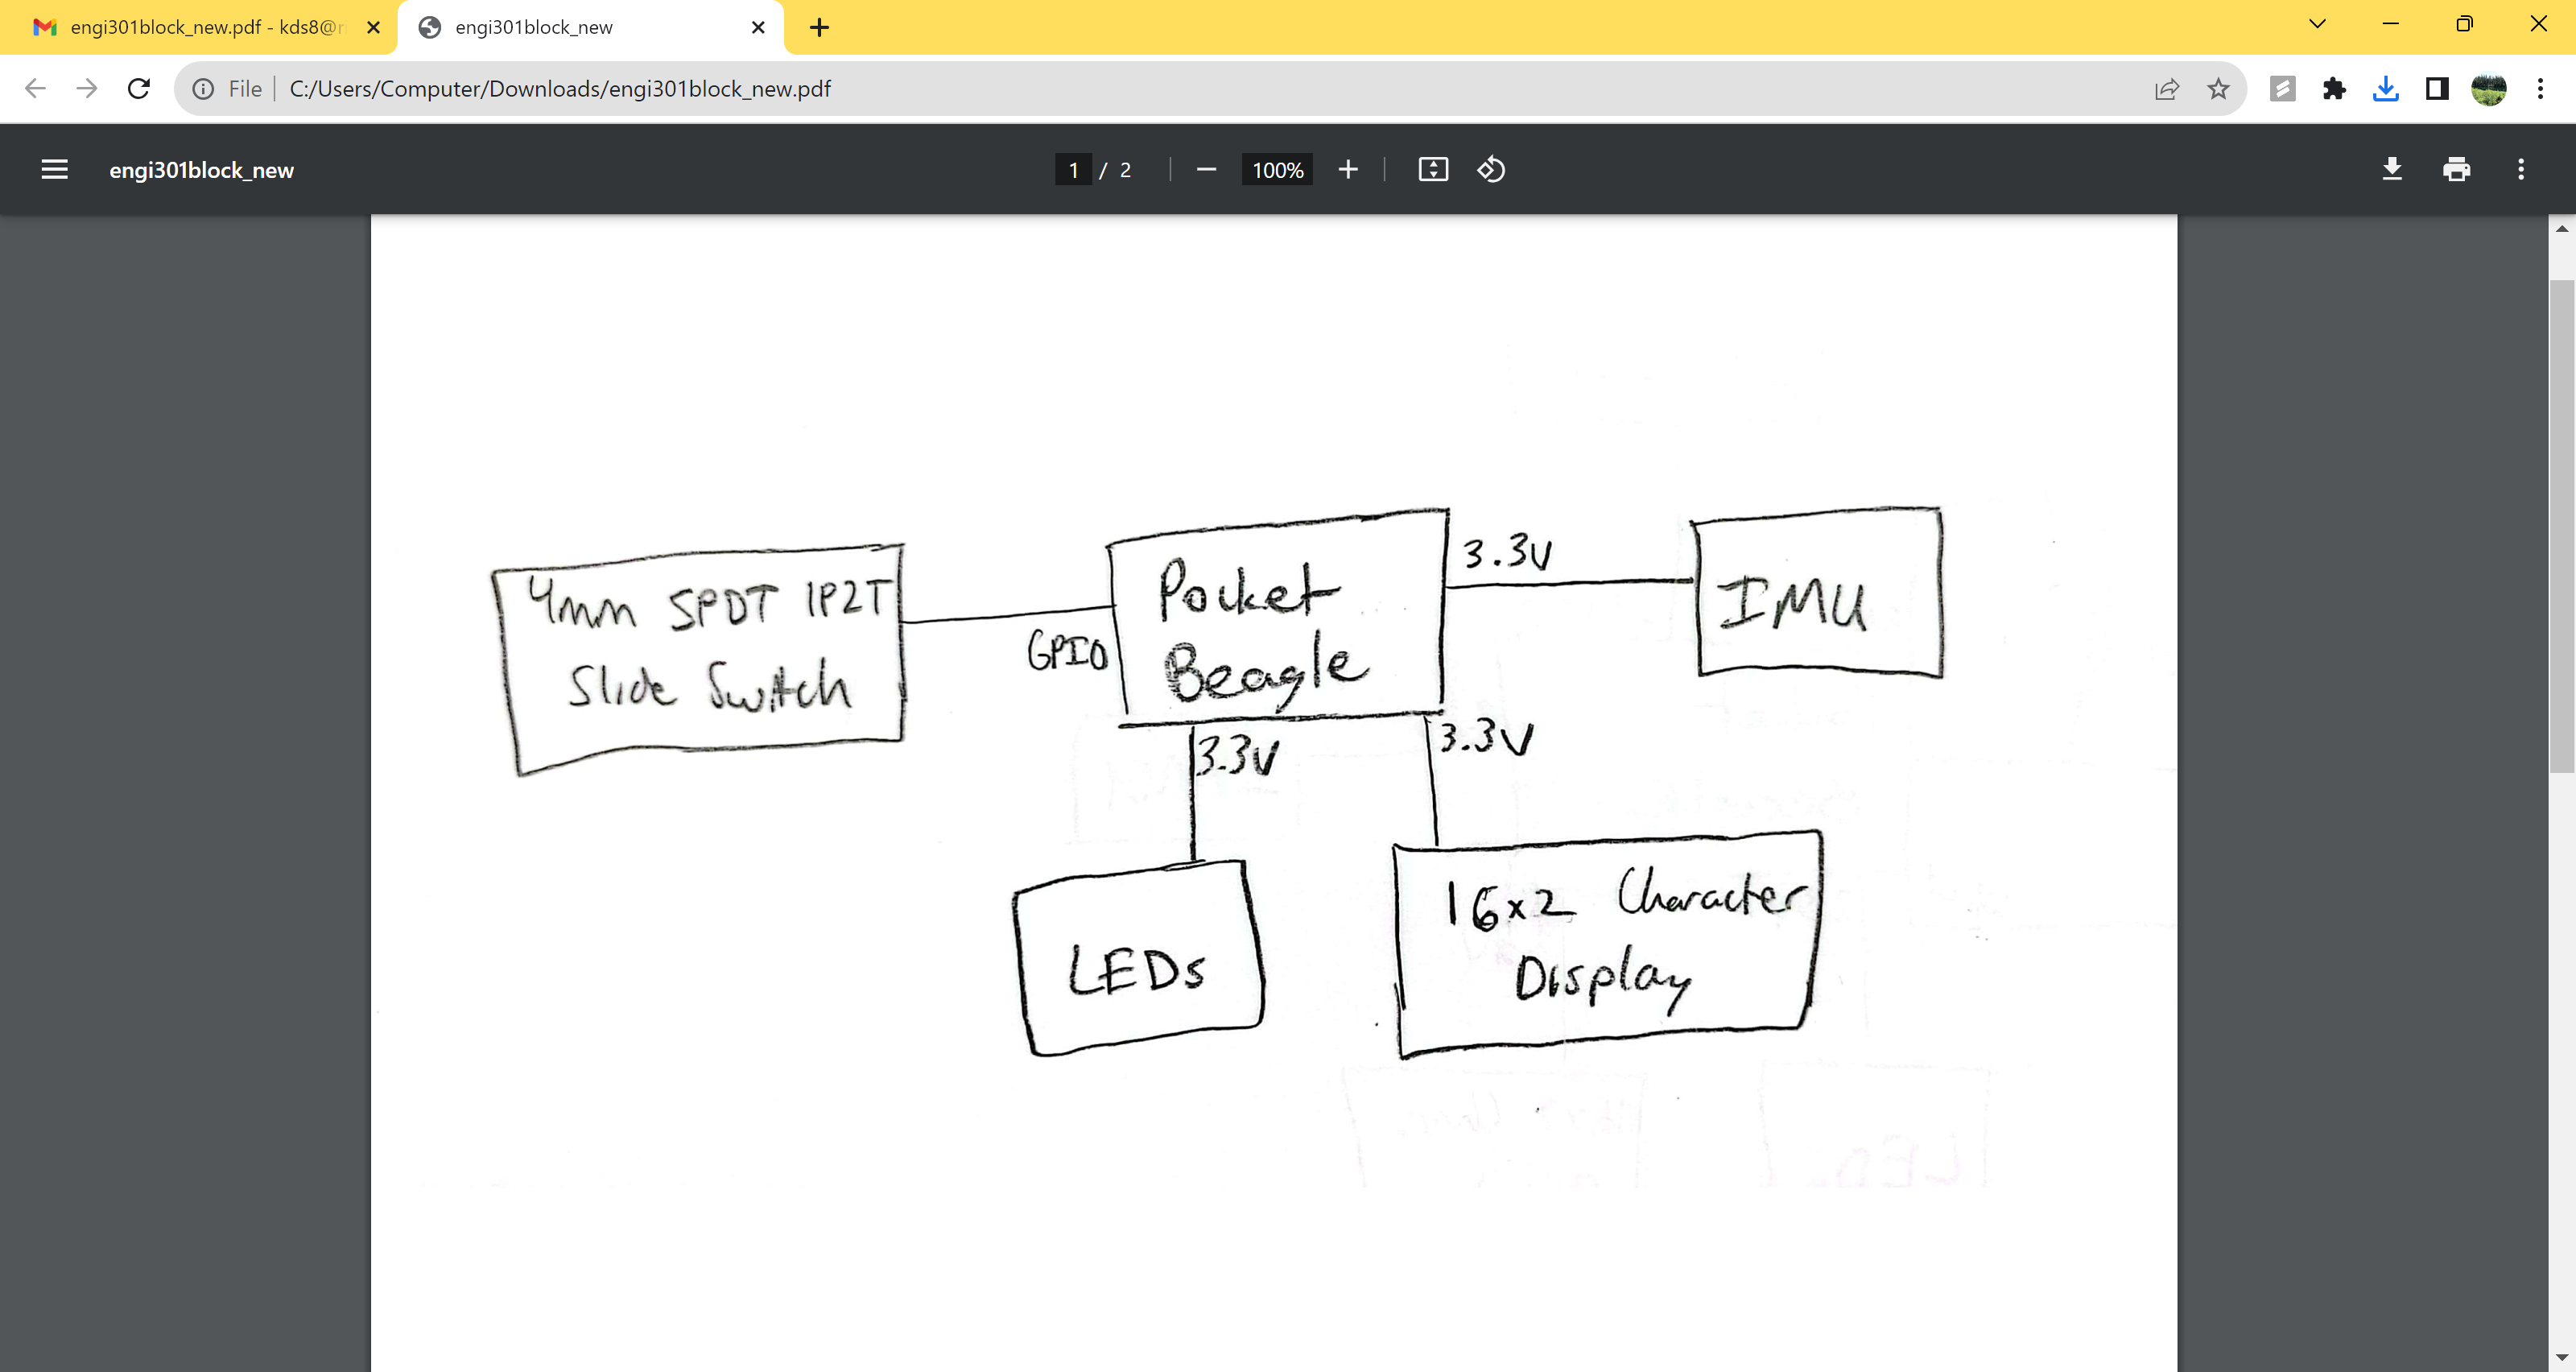 engi301block_new.pdf - kds8@r
engi301block_new
File
C:/Users/Computer/Downloads/engi301block_new.pdf
engi301block_new
1 / 2
100%
4mm SPDT 1P2T
Slide Switch
GPIO
Pocket
Beagle
3.3V
IMU
3.3V
3.3V
LEDs
16x2 Character
Display